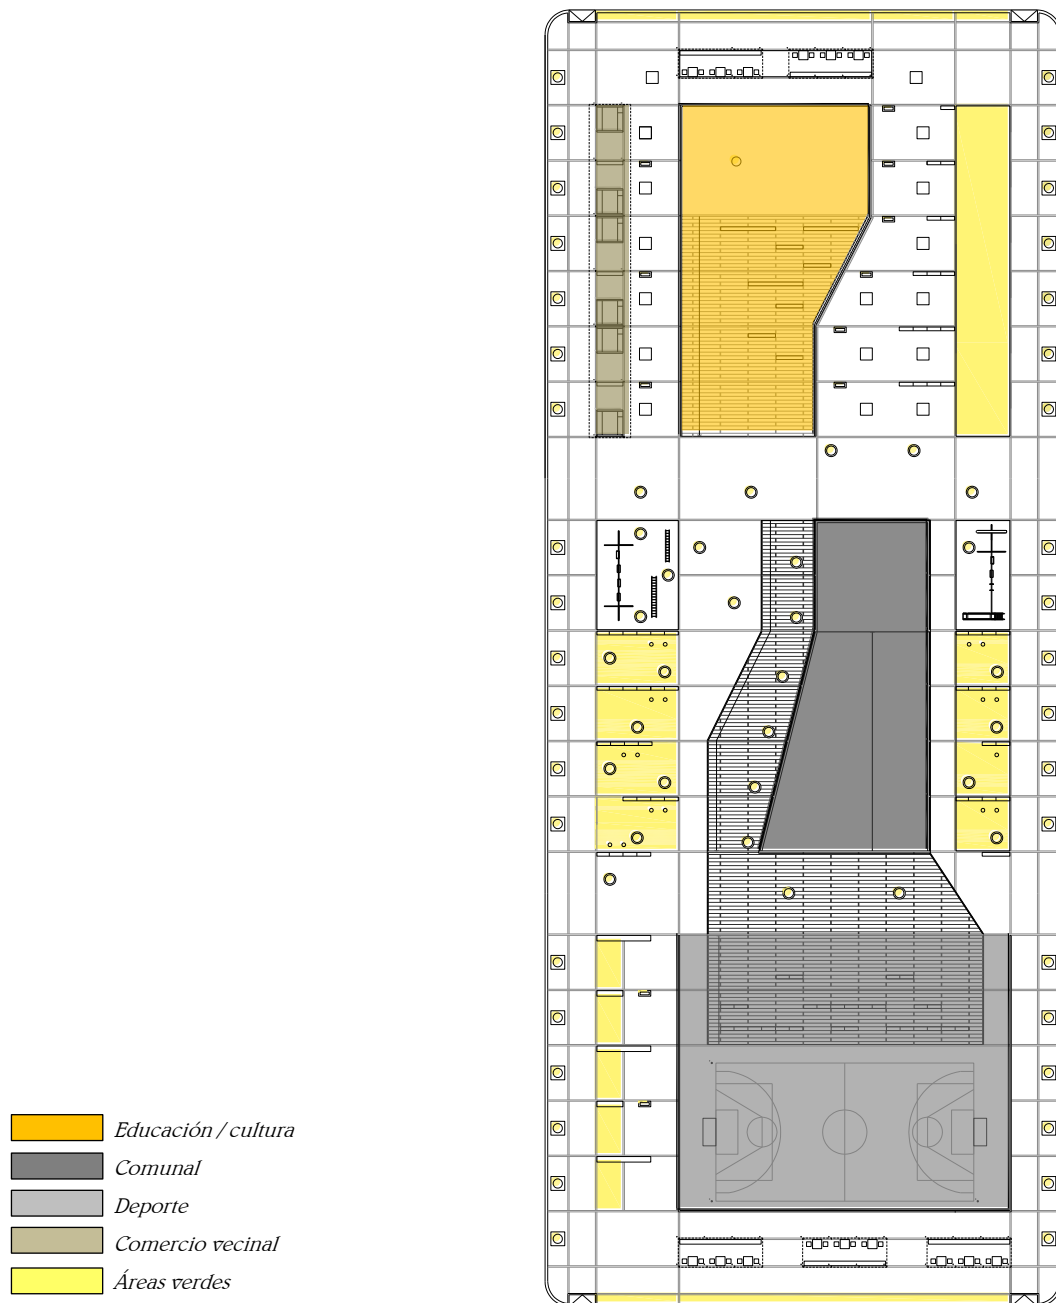 Educación / cultura
Comunal
Deporte
Comercio vecinal
Áreas verdes